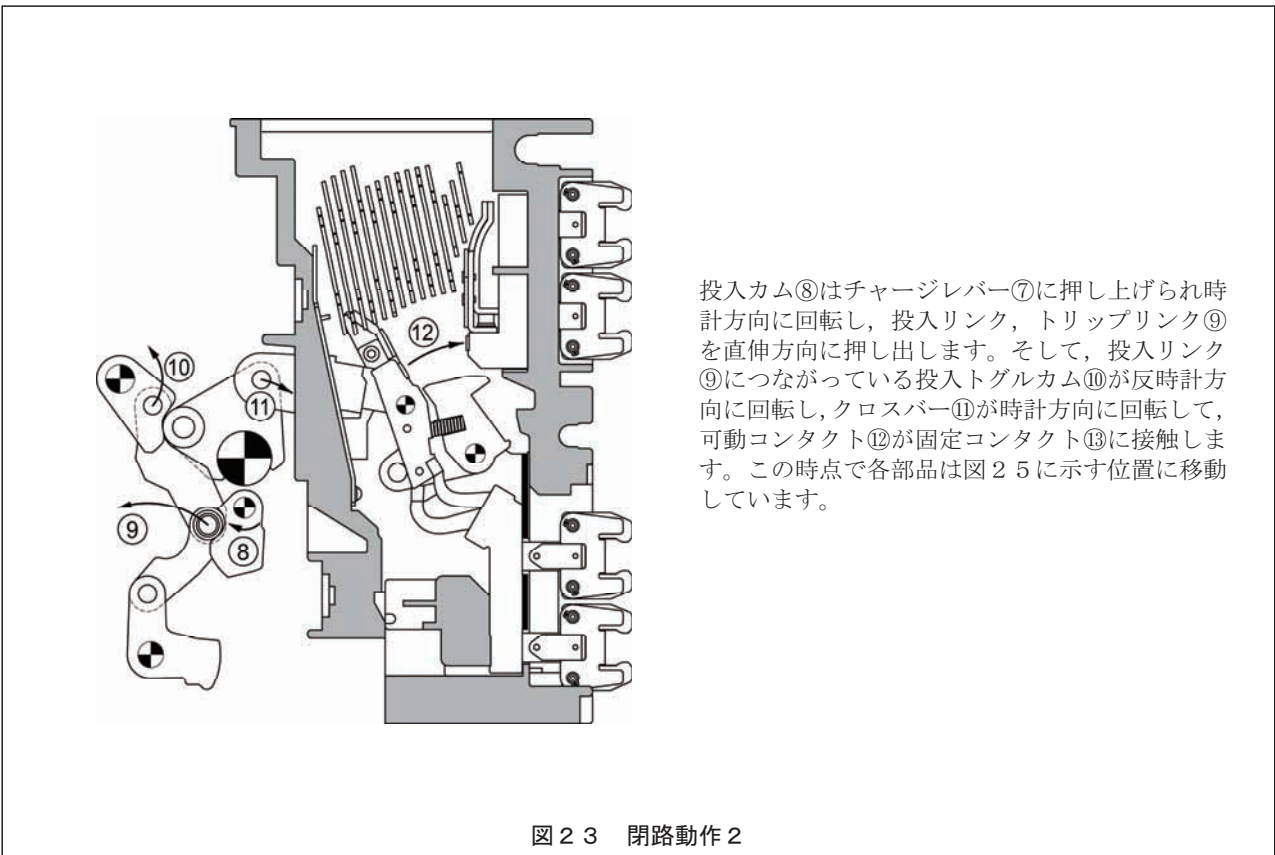 ⑫
⑩
⑪
⑨
⑧
投入カム⑧はチャージレバー⑦に押し上げられ時
計方向に回転し，投入リンク，トリップリンク⑨
を直伸方向に押し出します。そして，投入リンク
⑨につながっている投入トグルカム⑩が反時計方
向に回転し，クロスバー⑪が時計方向に回転して，
可動コンタクト⑫が固定コンタクト⑬に接触しま
す。この時点で各部品は図２５に示す位置に移動
しています。
図２３　閉路動作２